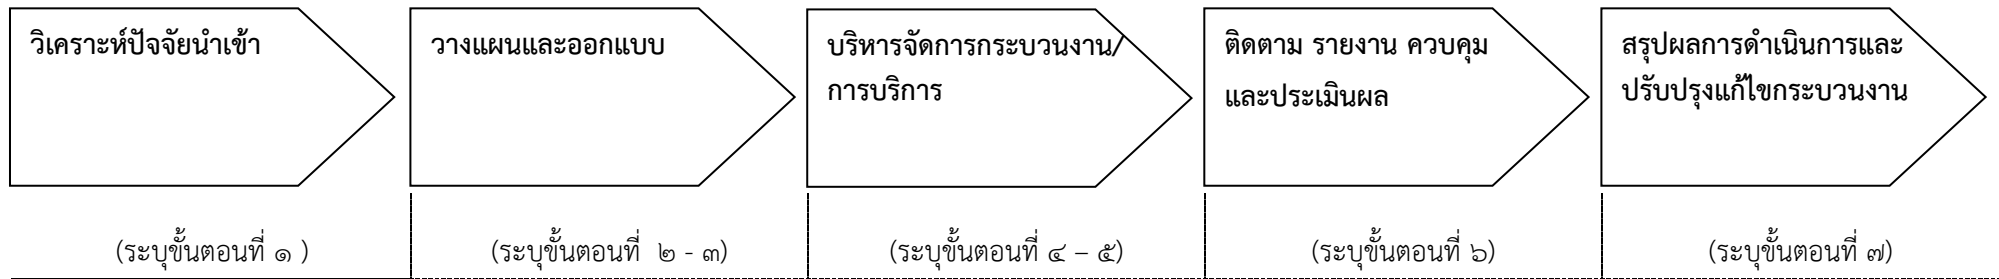 วิเคราะห์ปัจจัยนำเข้า
วางแผนและออกแบบ
บริหารจัดการกระบวนงาน/
การบริการ
ติดตาม รายงาน ควบคุม
และประเมินผล
สรุปผลการดำเนินการและ
ปรับปรุงแก้ไขกระบวนงาน
(ระบุขั้นตอนที่ ๑ )
(ระบุขั้นตอนที่ ๒ - ๓)
(ระบุขั้นตอนที่ ๔ – ๕)
(ระบุขั้นตอนที่ ๖)
(ระบุขั้นตอนที่ ๗)